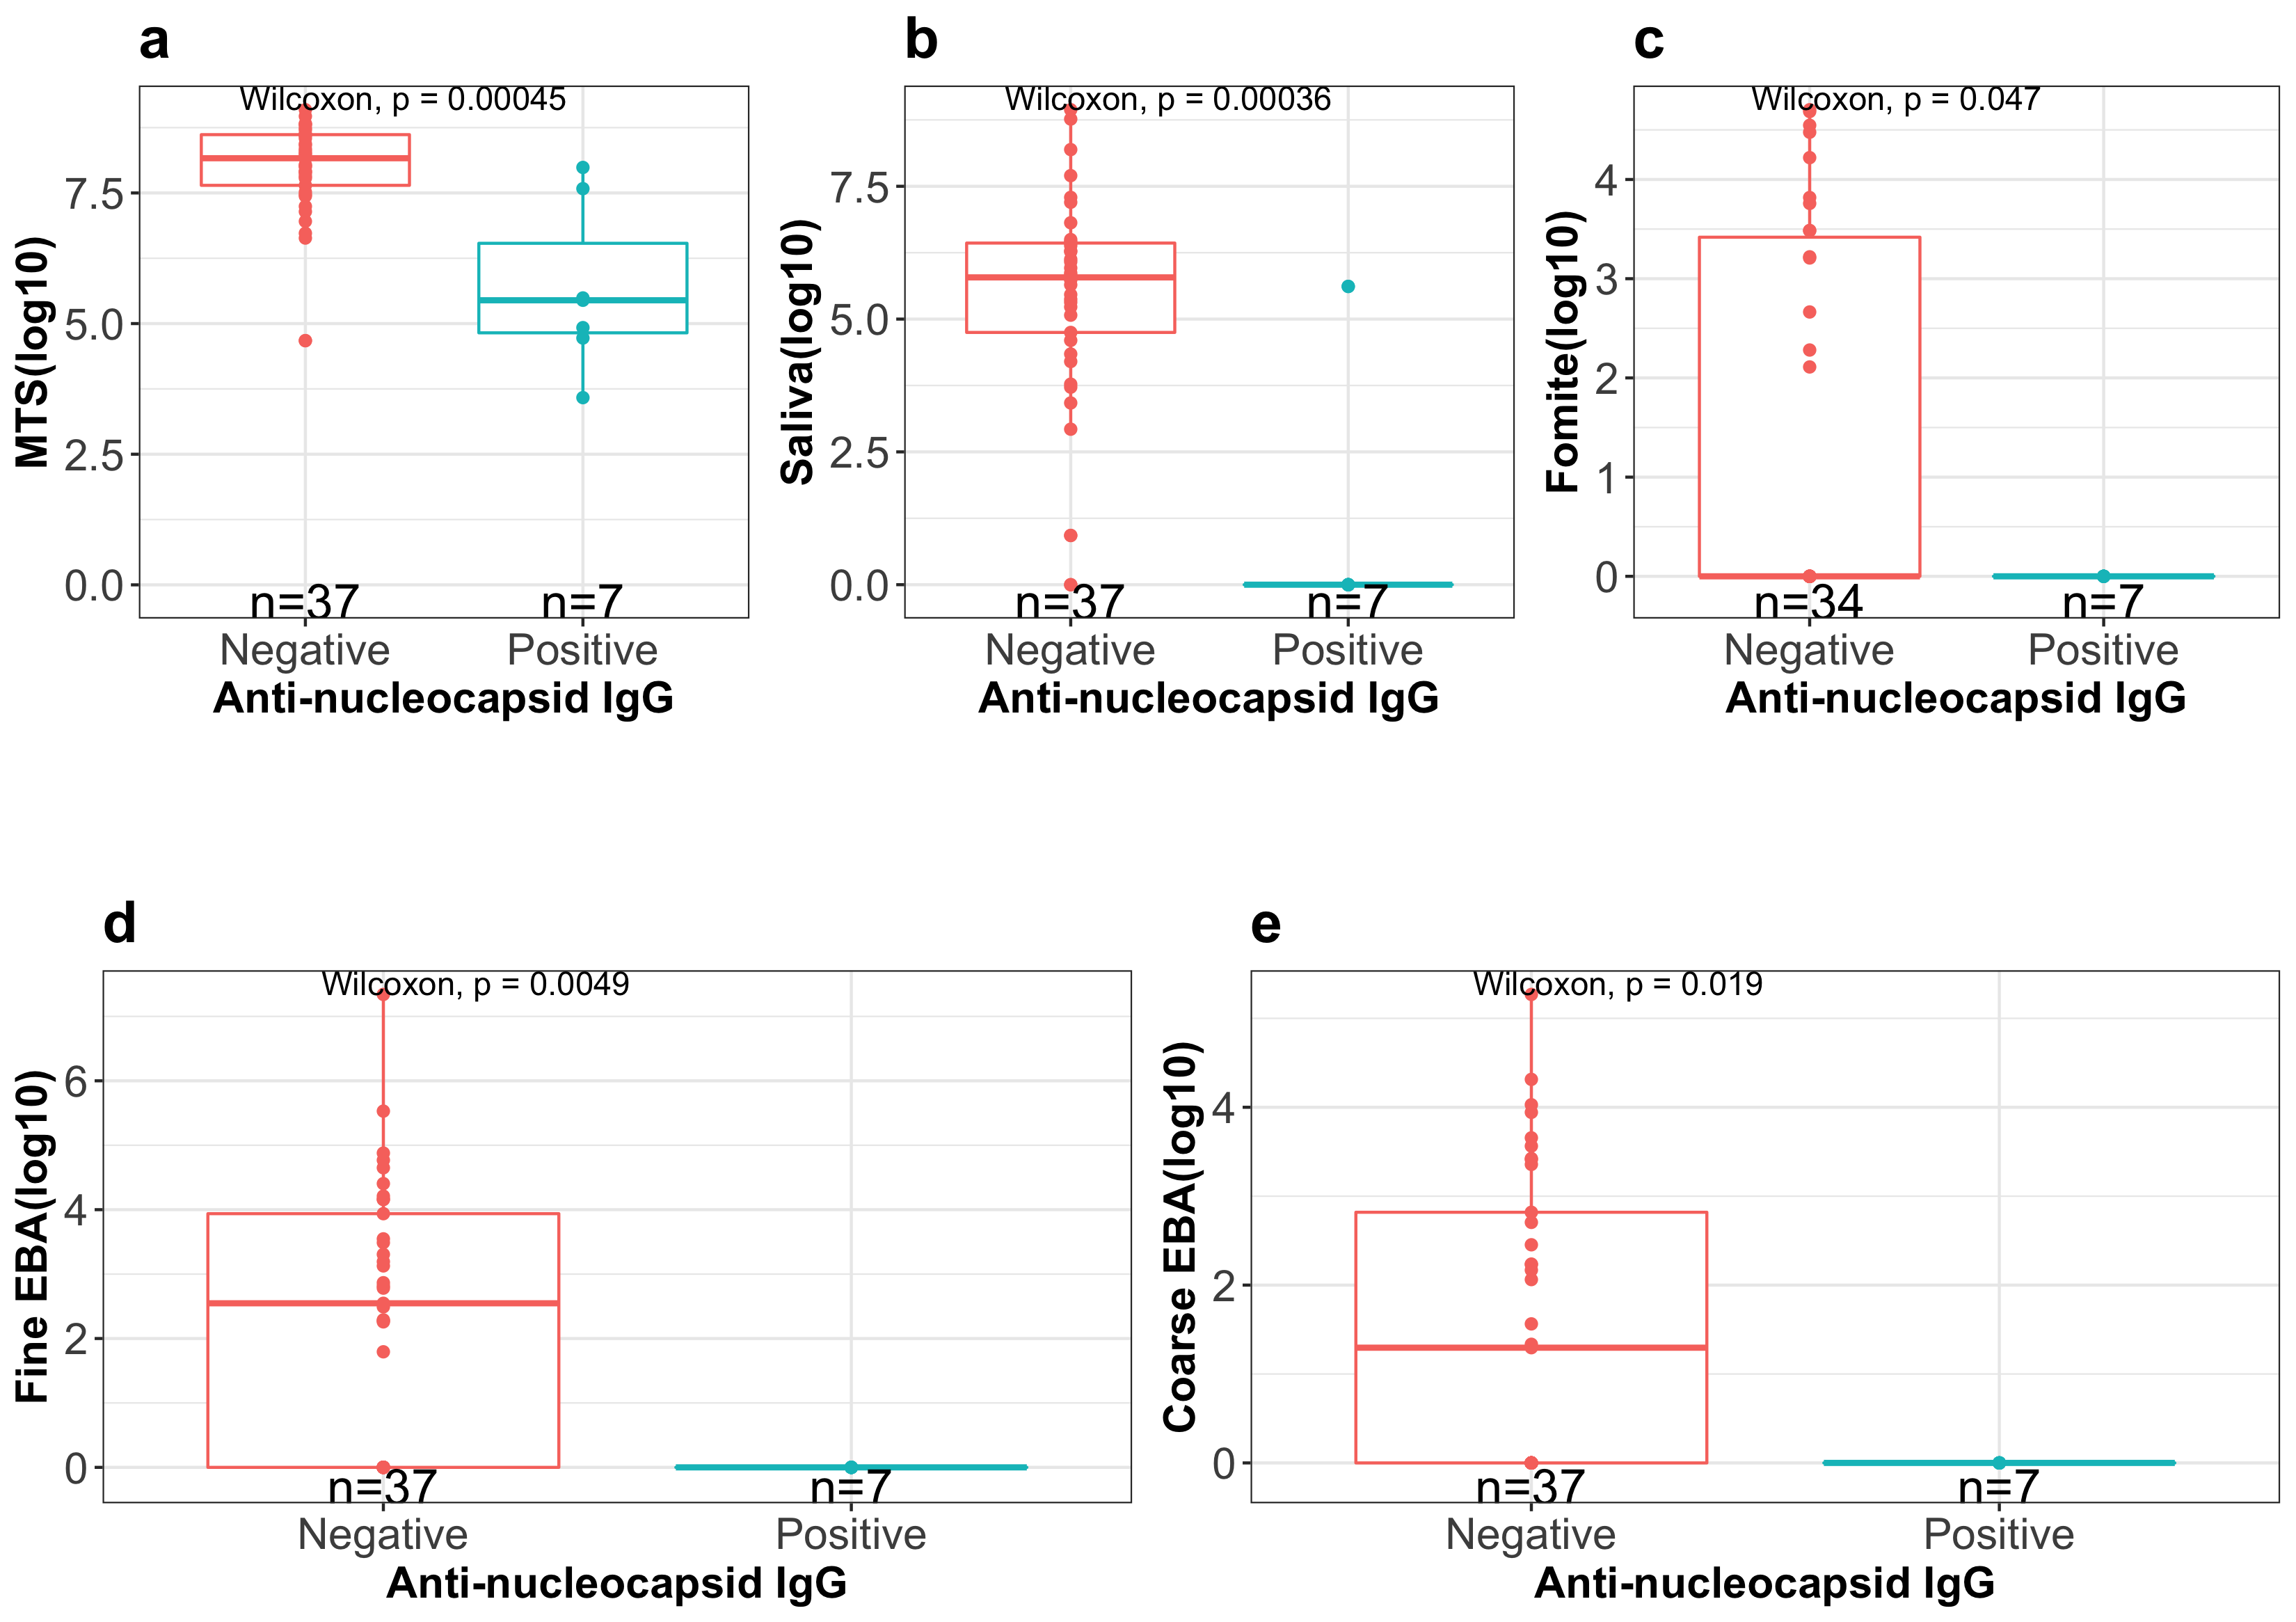 a
Wilcoxon, p = 0.00045
MTS(log10)
7.5
5.0
2.5
0.0
n=37
n=7
Negative
Positive
Anti-nucleocapsid IgG
b
Wilcoxon, p = 0.00036
Saliva(log10)
7.5
5.0
2.5
0.0
n=37
n=7
Negative
Positive
Anti-nucleocapsid IgG
c
Wilcoxon, p = 0.047
Fomite(log10)
4
3
2
1
0
n=34
n=7
Negative
Positive
Anti-nucleocapsid IgG
d
Wilcoxon, p = 0.0049
Fine EBA(log10)
6
4
2
0
n=37
n=7
Negative
Positive
Anti-nucleocapsid IgG
e
Wilcoxon, p = 0.019
Coarse EBA(log10)
4
2
0
n=37
n=7
Negative
Positive
Anti-nucleocapsid IgG